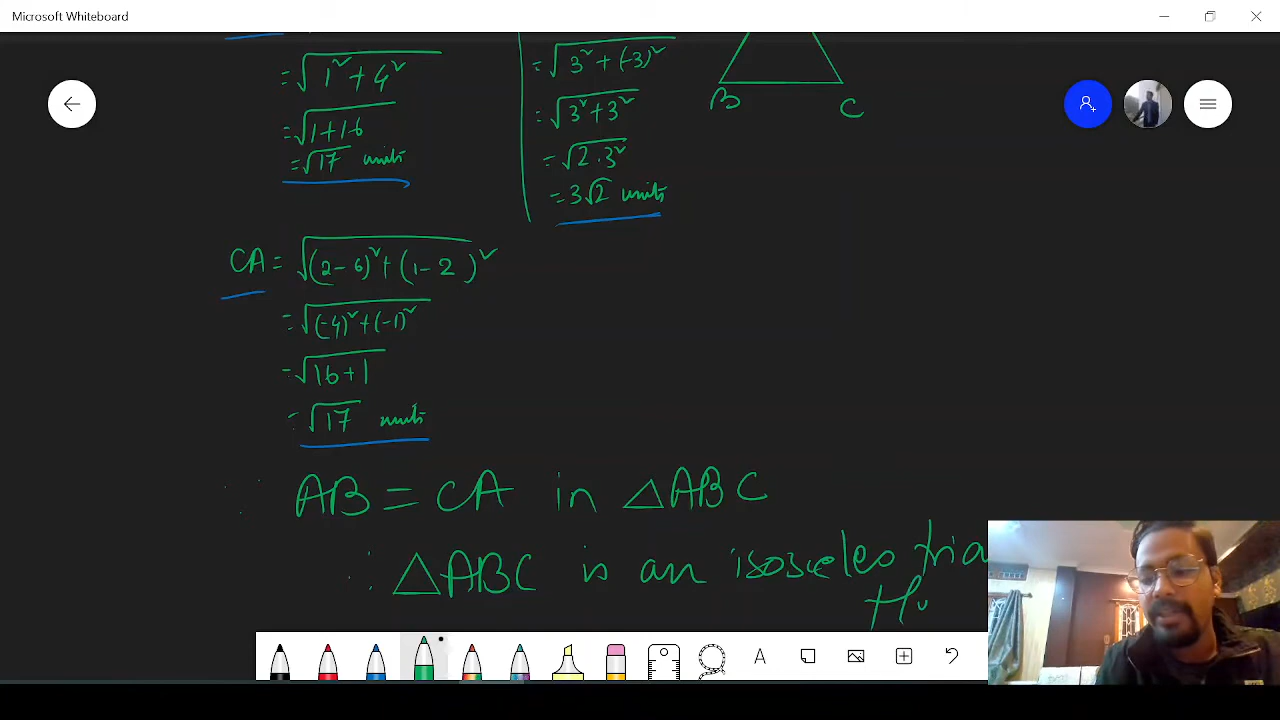 Microsoft Whiteboard
= √1² + 4²
= √1 + 16
= √17 units
= √3² + (-3)²
= √3² + 3²
= √2 · 3²
= 3√2 units
B
C
CA = √(2 - 6)² + (1 - 2)²
= √(-4)² + (-1)²
= √16 + 1
= √17 units
∵ AB = CA in △ABC
∴ △ABC is an isosceles tria
A